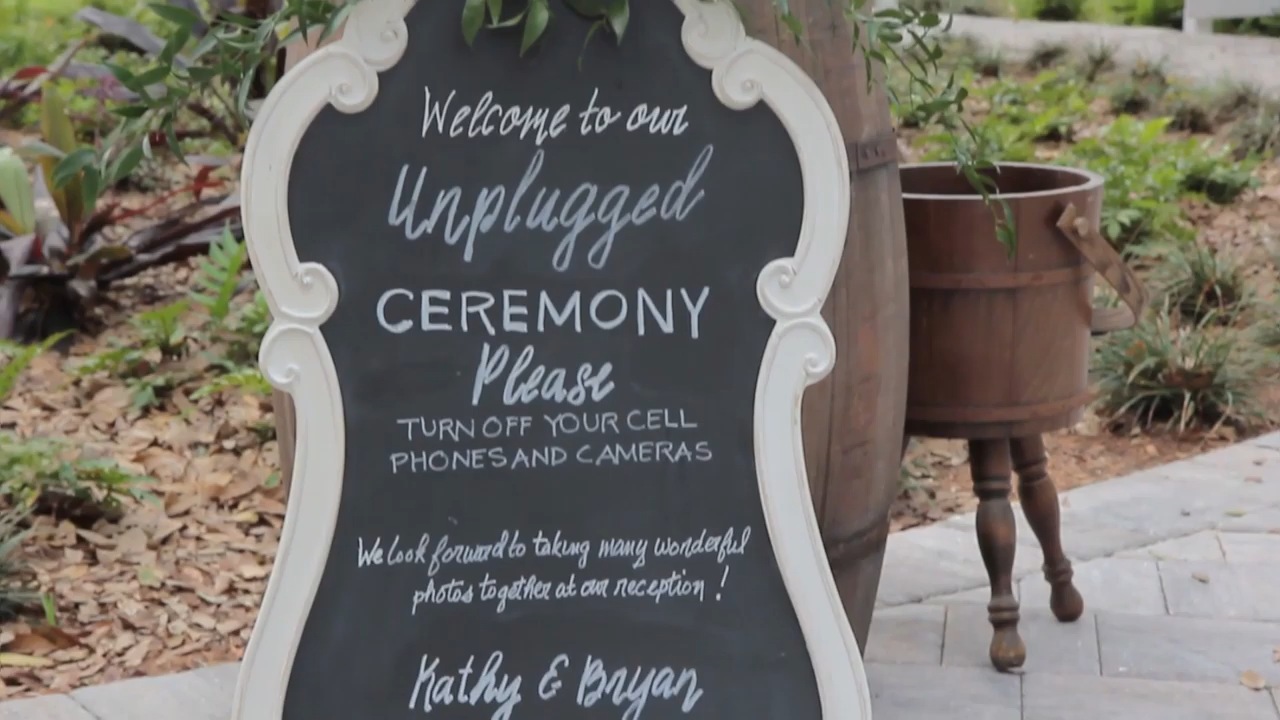 Welcome to our
Unplugged
CEREMONY
Please
TURN OFF YOUR CELL
PHONES AND CAMERAS
We look forward to taking many wonderful
photos together at our reception!
Kathy & Bryan